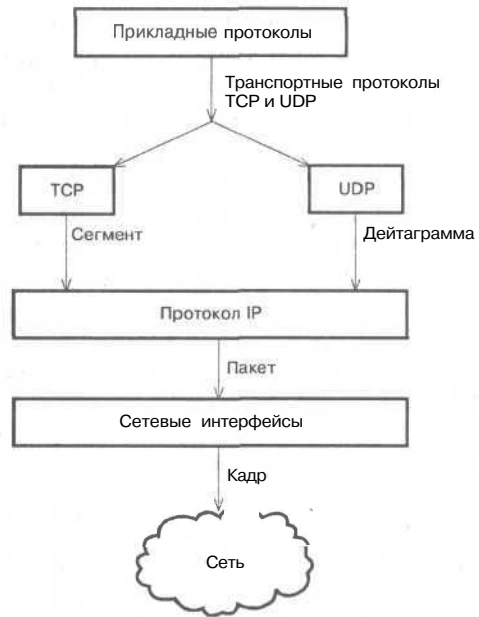 Прикладные протоколы
Транспортные протоколы
TCP и UDP
TCP
UDP
Сегмент
Дейтаграмма
Протокол IP
Пакет
Сетевые интерфейсы
Кадр
Сеть